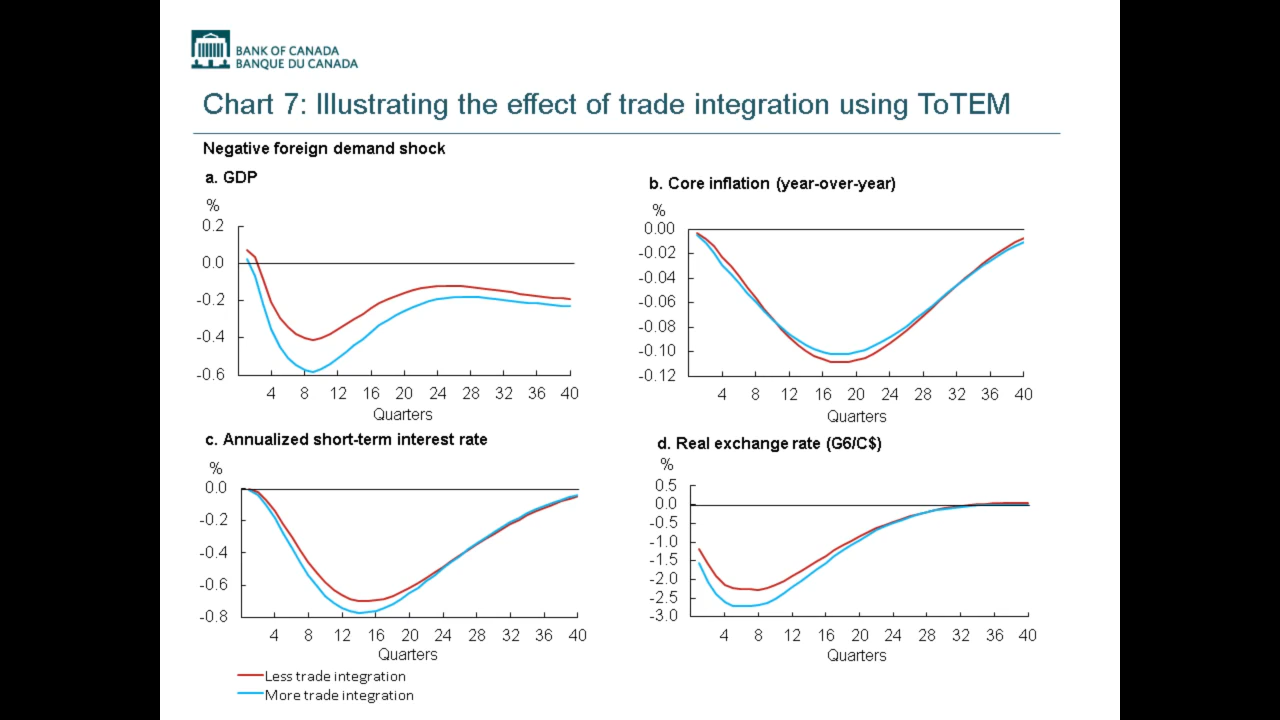 BANK OF CANADA
BANQUE DU CANADA
Chart 7: Illustrating the effect of trade integration using ToTEM
Negative foreign demand shock
a. GDP
%
0.2
0.0
-0.2
-0.4
-0.6
4 8 12 16 20 24 28 32 36 40
Quarters
b. Core inflation (year-over-year)
%
0.00
-0.02
-0.04
-0.06
-0.08
-0.10
-0.12
4 8 12 16 20 24 28 32 36 40
Quarters
c. Annualized short-term interest rate
%
0.0
-0.2
-0.4
-0.6
-0.8
4 8 12 16 20 24 28 32 36 40
Quarters
d. Real exchange rate (G6/C$)
%
0.5
0.0
-0.5
-1.0
-1.5
-2.0
-2.5
-3.0
4 8 12 16 20 24 28 32 36 40
Quarters
Less trade integration
More trade integration